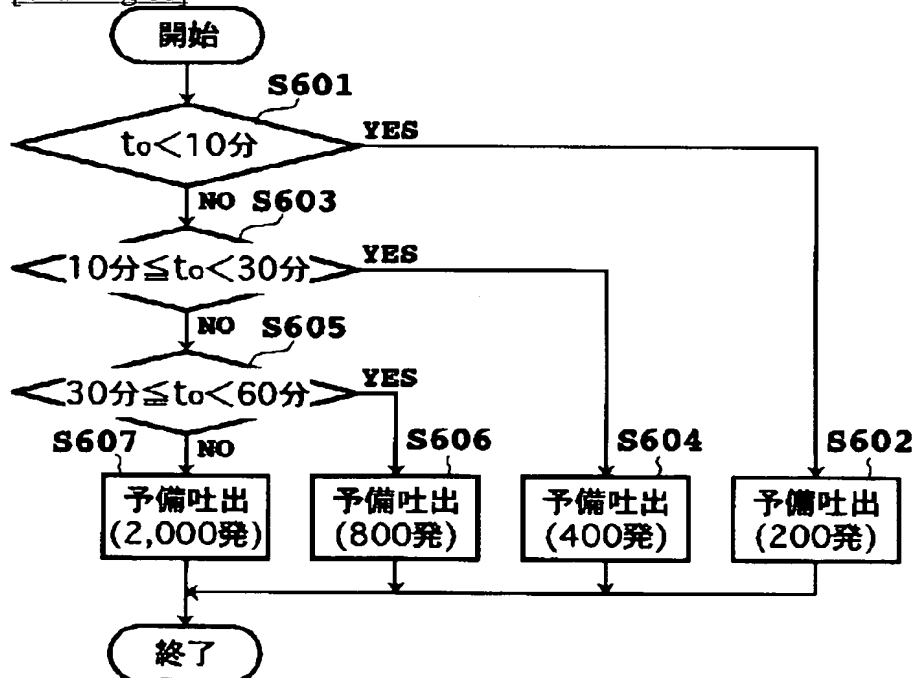 開始
S601
to<10分
YES
NO
S603
10分≦to<30分
YES
NO
S605
30分≦to<60分
YES
NO
S607
S606
S604
S602
予備吐出
(2,000発)
予備吐出
(800発)
予備吐出
(400発)
予備吐出
(200発)
終了